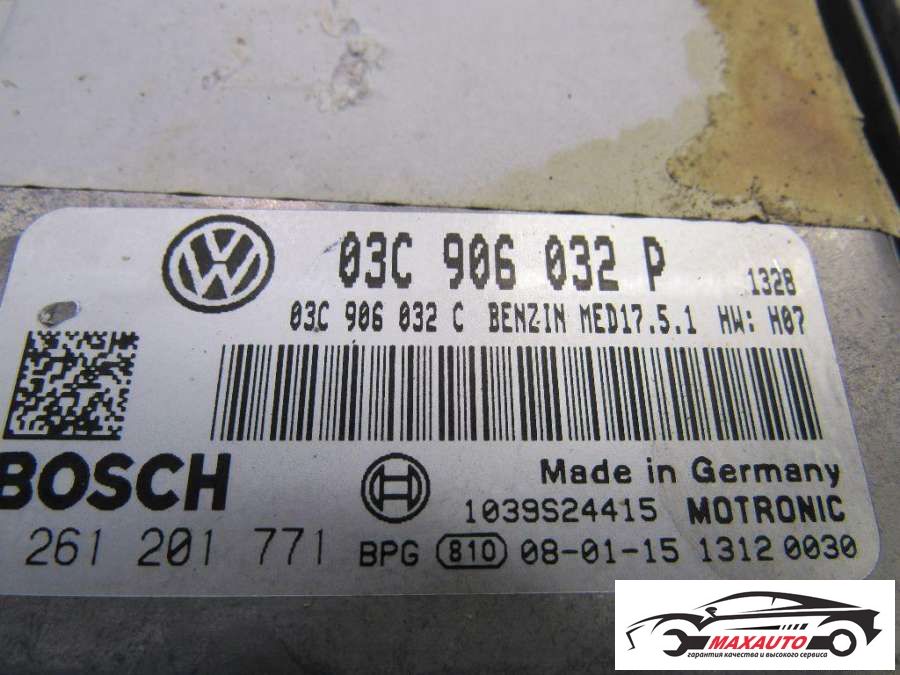 03C 906 032 P 1328
03C 906 032 C BENZIN MED17.5.1 HW: H07
BOSCH
Made in Germany
1039S24415 MOTRONIC
261 201 771 BPG 810 08-01-15 1312 0030
MAXAUTO
гарантия качества и высокого сервиса